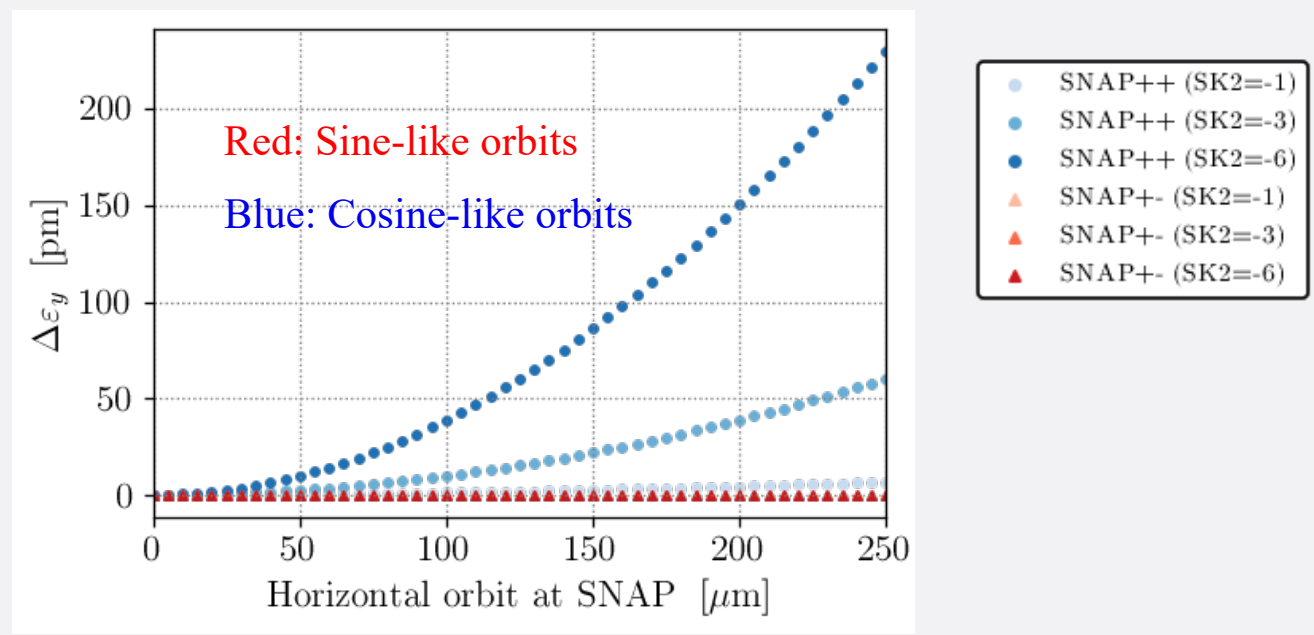 200
150
100
50
0
Δε_y [pm]
Red: Sine-like orbits
Blue: Cosine-like orbits
0 50 100 150 200 250
Horizontal orbit at SNAP [μm]
SNAP++ (SK2=-1)
SNAP++ (SK2=-3)
SNAP++ (SK2=-6)
SNAP+- (SK2=-1)
SNAP+- (SK2=-3)
SNAP+- (SK2=-6)